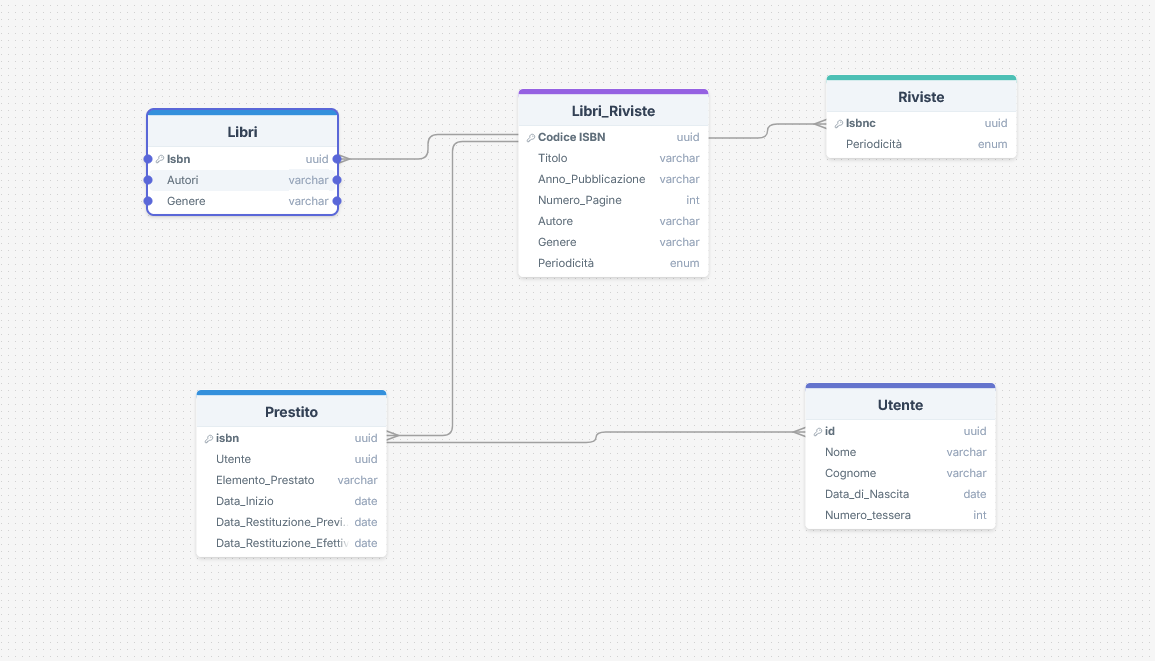 Libri
Isbn uuid
Autori varchar
Genere varchar
Libri_Riviste
Codice ISBN uuid
Titolo varchar
Anno_Pubblicazione varchar
Numero_Pagine int
Autore varchar
Genere varchar
Periodicità enum
Riviste
Isbnc uuid
Periodicità enum
Prestito
isbn uuid
Utente uuid
Elemento_Prestato varchar
Data_Inizio date
Data_Restituzione_Previ. date
Data_Restituzione_Effettiv date
Utente
id uuid
Nome varchar
Cognome varchar
Data_di_Nascita date
Numero_tessera int